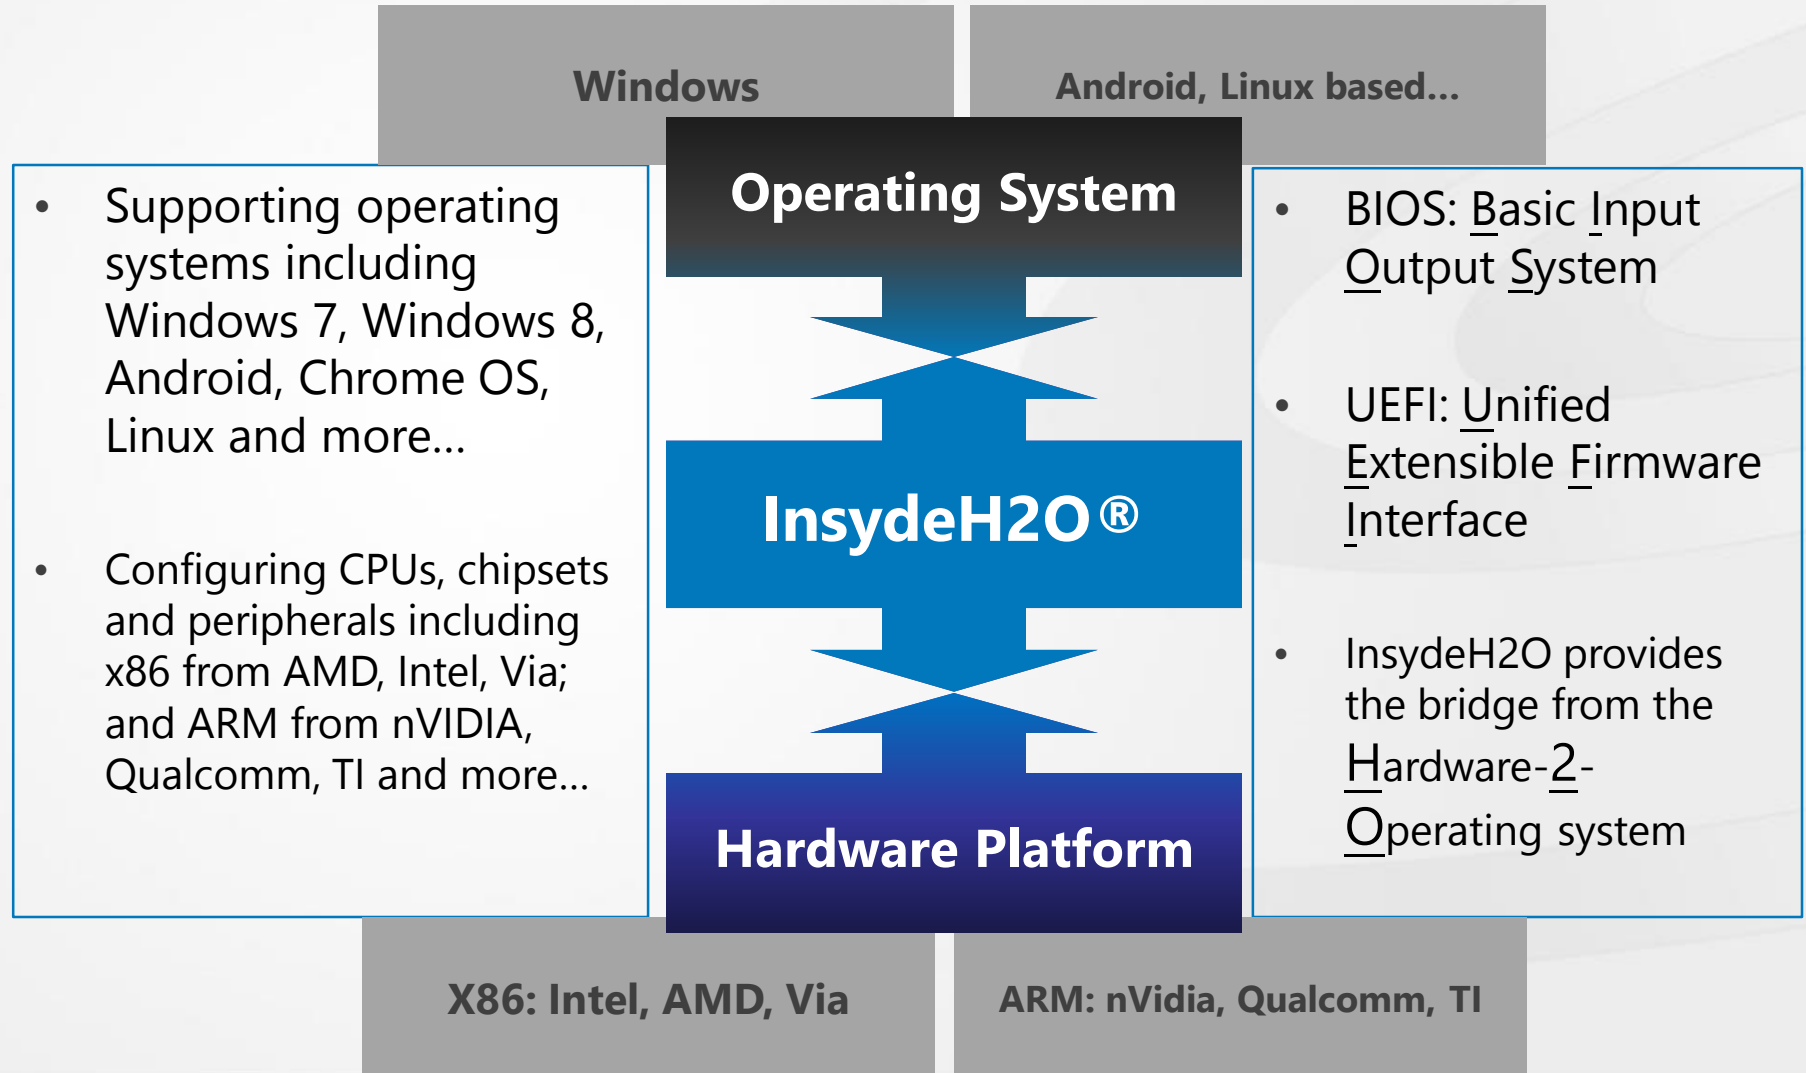 Windows
Android, Linux based...
Operating System
• Supporting operating
systems including
Windows 7, Windows 8,
Android, Chrome OS,
Linux and more...
• Configuring CPUs, chipsets
and peripherals including
x86 from AMD, Intel, Via;
and ARM from nVIDIA,
Qualcomm, TI and more...
InsydeH2O®
Hardware Platform
• BIOS: Basic Input
Output System
• UEFI: Unified
Extensible Firmware
Interface
• InsydeH2O provides
the bridge from the
Hardware-2-
Operating system
X86: Intel, AMD, Via
ARM: nVidia, Qualcomm, TI